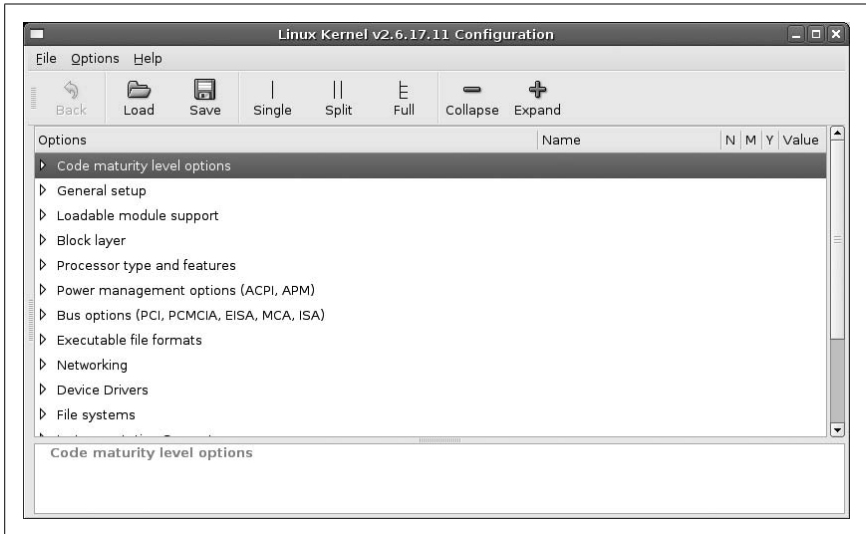 Linux Kernel v2.6.17.11 Configuration
File Options Help
Back Load Save Single Split Full Collapse Expand
Options Name N M Y Value
Code maturity level options
General setup
Loadable module support
Block layer
Processor type and features
Power management options (ACPI, APM)
Bus options (PCI, PCMCIA, EISA, MCA, ISA)
Executable file formats
Networking
Device Drivers
File systems
Code maturity level options